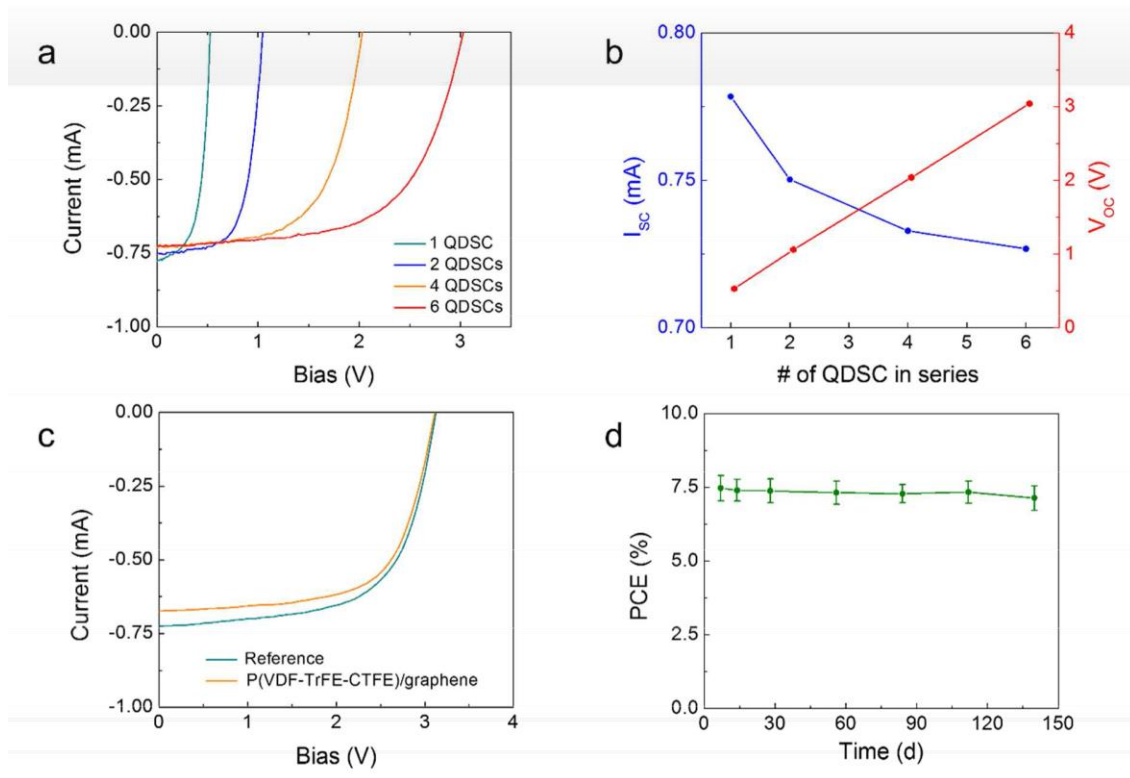 a
0.00
-0.25
-0.50
-0.75
-1.00
Current (mA)
1 QDSC
2 QDSCs
4 QDSCs
6 QDSCs
0 1 2 3
Bias (V)
b
0.80
0.75
0.70
I_SC (mA)
4
3
2
1
0
V_OC (V)
1 2 3 4 5 6
# of QDSC in series
c
0.00
-0.25
-0.50
-0.75
-1.00
Current (mA)
Reference
P(VDF-TrFE-CTFE)/graphene
0 1 2 3 4
Bias (V)
d
10.0
7.5
5.0
2.5
0.0
PCE (%)
0 30 60 90 120 150
Time (d)